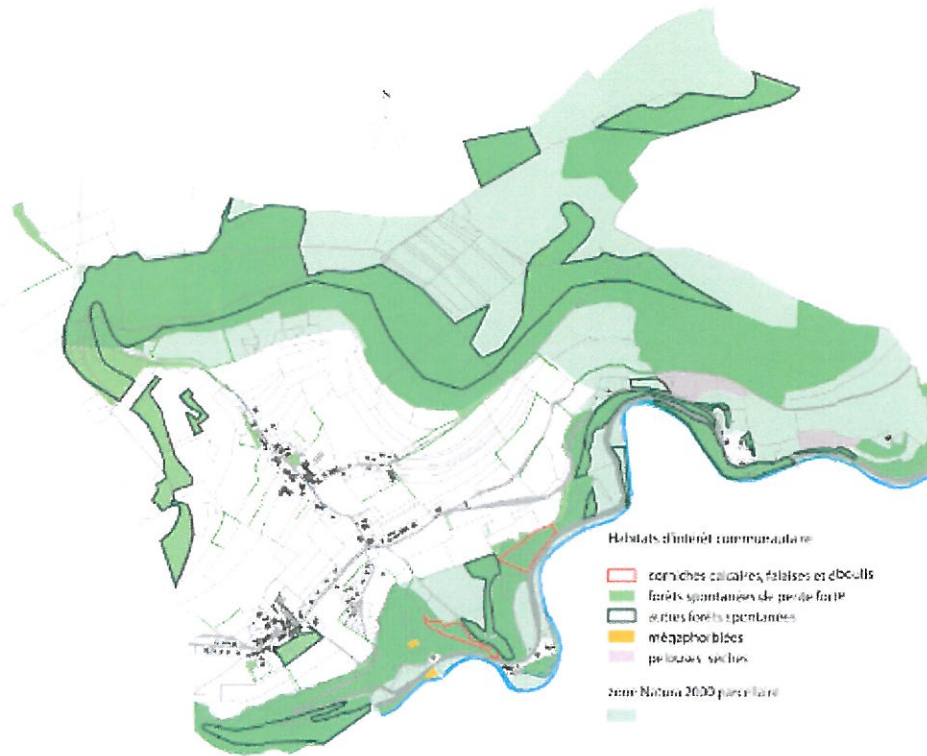 N
Habitats d'intérêt communautaire
corniches calcaires, falaises et éboulis
forêts spontanées de pente forte
autres forêts spontanées
mégaphorbiées
pelouses sèches
zone Natura 2000 parcellaire